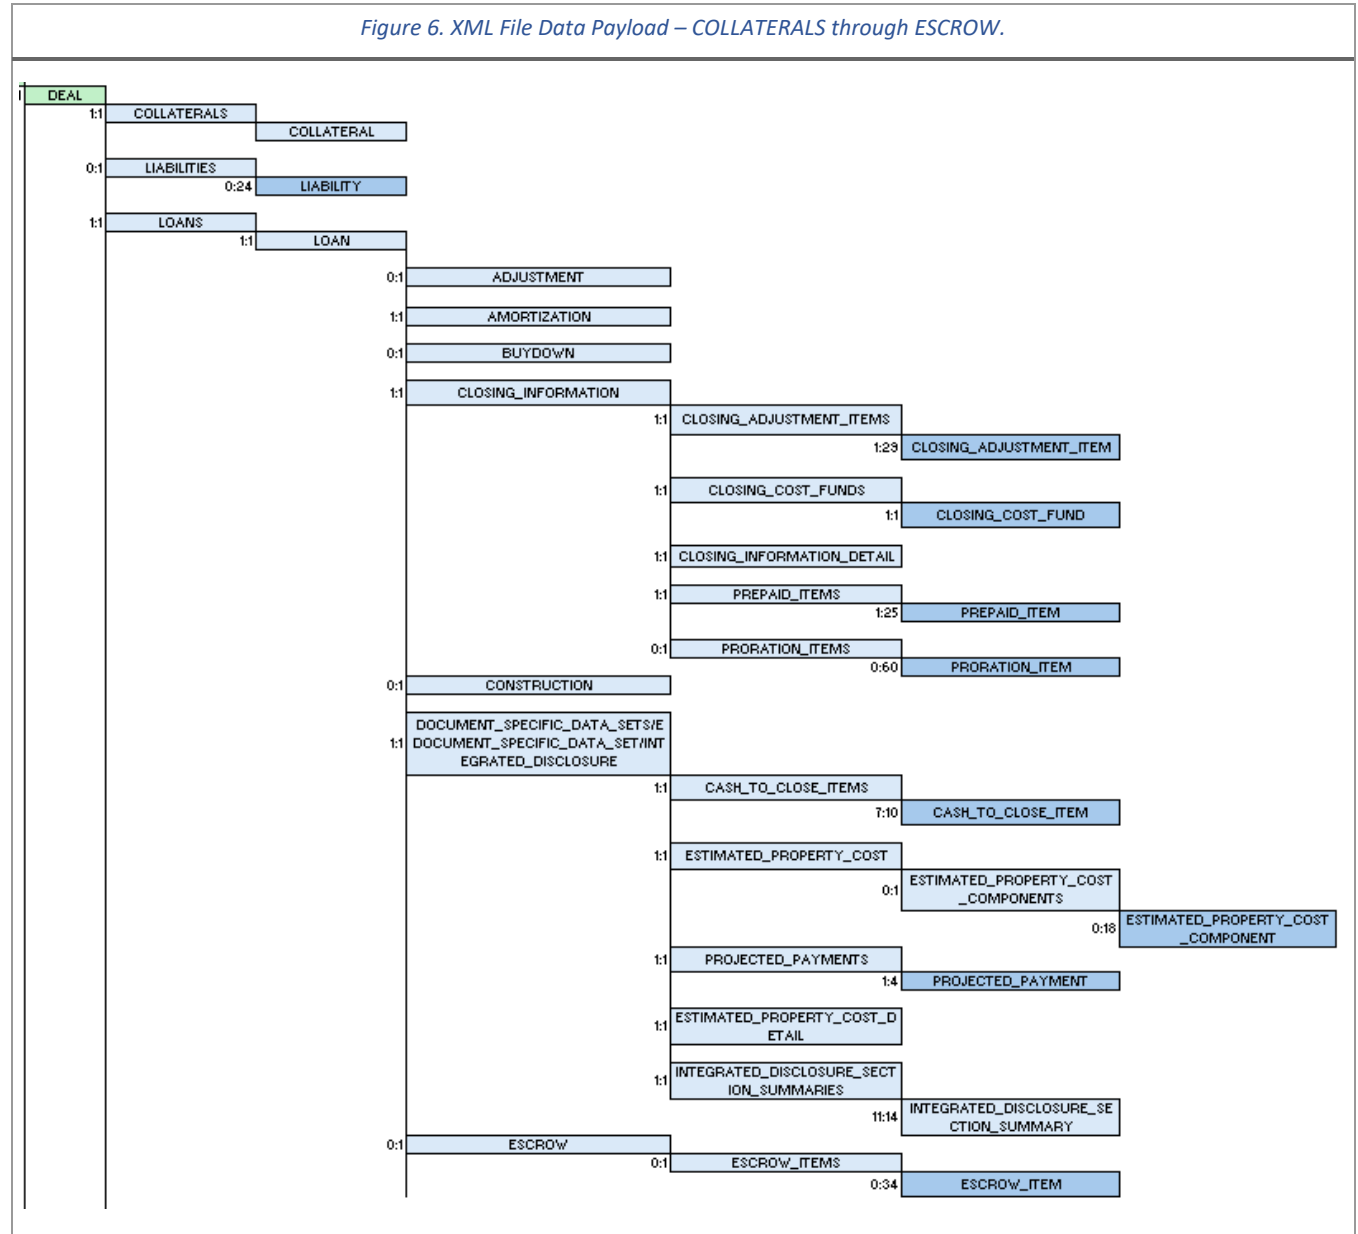 Figure 6. XML File Data Payload – COLLATERALS through ESCROW.
DEAL
1:1 COLLATERALS
COLLATERAL
0:1 LIABILITIES
0:24 LIABILITY
1:1 LOANS
1:1 LOAN
0:1 ADJUSTMENT
1:1 AMORTIZATION
0:1 BUYDOWN
1:1 CLOSING_INFORMATION
1:1 CLOSING_ADJUSTMENT_ITEMS
1:29 CLOSING_ADJUSTMENT_ITEM
1:1 CLOSING_COST_FUNDS
1:1 CLOSING_COST_FUND
1:1 CLOSING_INFORMATION_DETAIL
1:1 PREPAID_ITEMS
1:25 PREPAID_ITEM
0:1 PRORATION_ITEMS
0:60 PRORATION_ITEM
0:1 CONSTRUCTION
DOCUMENT_SPECIFIC_DATA_SETS/E
1:1 DOCUMENT_SPECIFIC_DATA_SET/INT
EGRATED_DISCLOSURE
1:1 CASH_TO_CLOSE_ITEMS
7:10 CASH_TO_CLOSE_ITEM
1:1 ESTIMATED_PROPERTY_COST
0:1 ESTIMATED_PROPERTY_COST
_COMPONENTS
0:18 ESTIMATED_PROPERTY_COST
_COMPONENT
1:1 PROJECTED_PAYMENTS
1:4 PROJECTED_PAYMENT
1:1 ESTIMATED_PROPERTY_COST_D
ETAIL
1:1 INTEGRATED_DISCLOSURE_SECT
ION_SUMMARIES
11:14 INTEGRATED_DISCLOSURE_SE
CTION_SUMMARY
0:1 ESCROW
0:1 ESCROW_ITEMS
0:34 ESCROW_ITEM